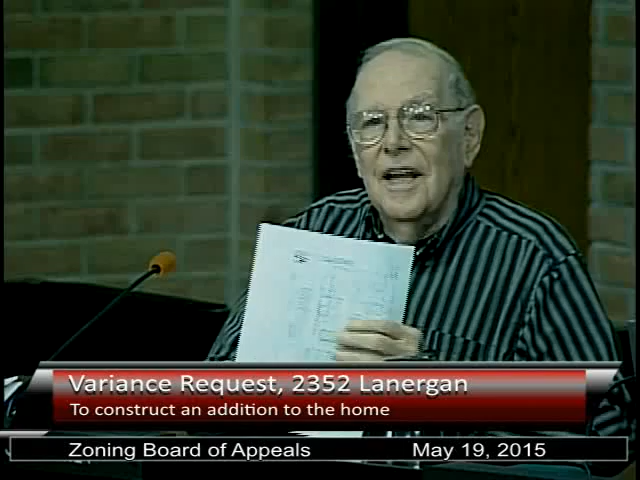 Variance Request, 2352 Lanergan
To construct an addition to the home
Zoning Board of Appeals May 19, 2015